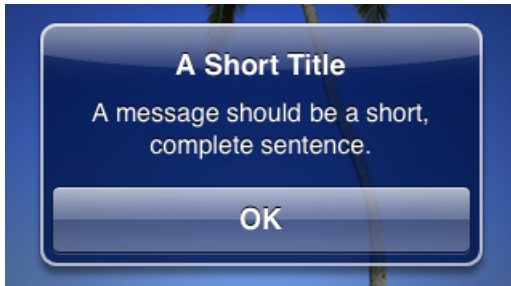 A Short Title
A message should be a short,
complete sentence.
OK